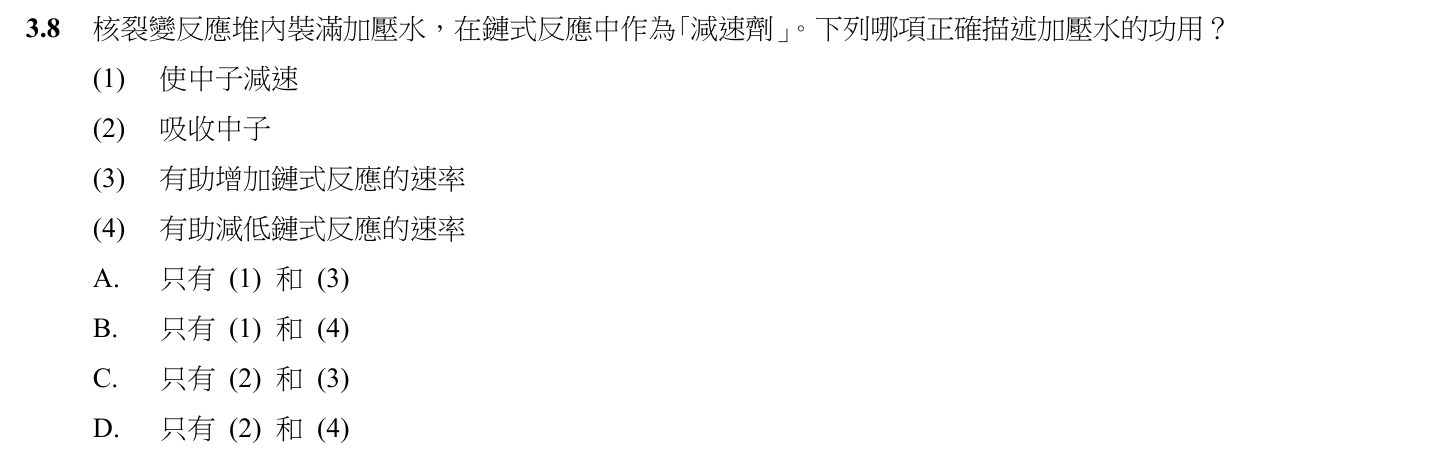 3.8 核裂變反應堆內裝滿加壓水，在鏈式反應中作為「減速劑」。下列哪項正確描述加壓水的功用？
(1) 使中子減速
(2) 吸收中子
(3) 有助增加鏈式反應的速率
(4) 有助減低鏈式反應的速率
A. 只有 (1) 和 (3)
B. 只有 (1) 和 (4)
C. 只有 (2) 和 (3)
D. 只有 (2) 和 (4)